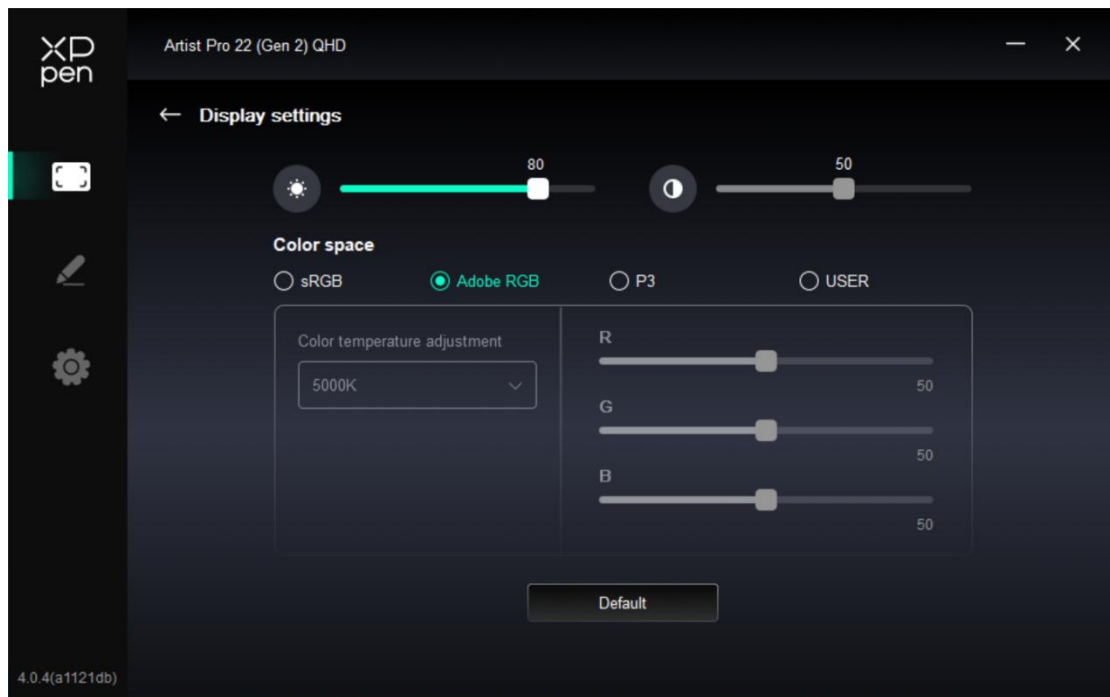 XP
pen
Artist Pro 22 (Gen 2) QHD
Display settings
80
50
Color space
sRGB
Adobe RGB
P3
USER
Color temperature adjustment
5000K
R
50
G
50
B
50
Default
4.0.4(a1121db)